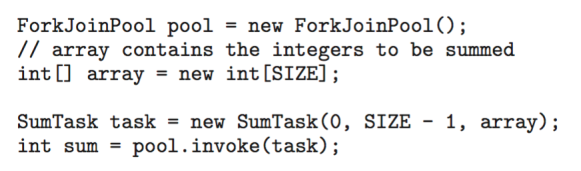 ForkJoinPool pool = new ForkJoinPool();
// array contains the integers to be summed
int[] array = new int[SIZE];
SumTask task = new SumTask(0, SIZE - 1, array);
int sum = pool.invoke(task);